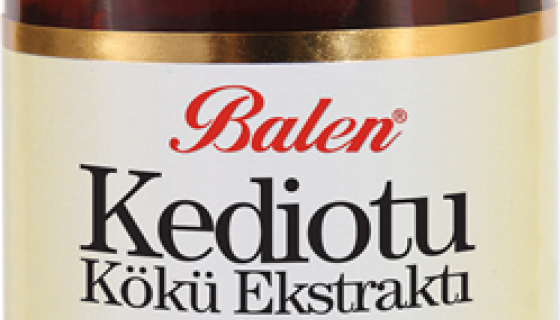 Balen®
Kediotu
Kökü Ekstraktı